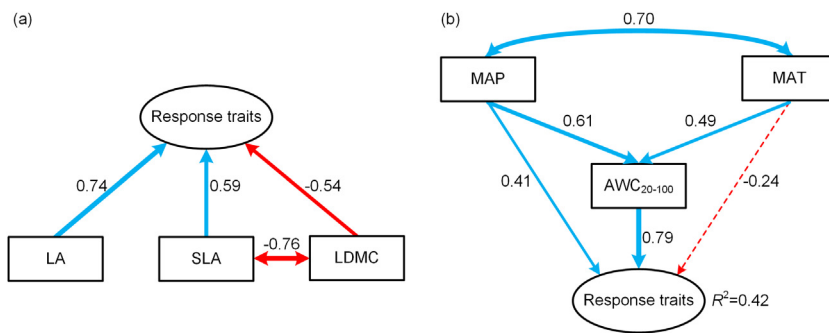 (a)
Response traits
0.74
0.59
-0.54
LA
SLA
-0.76
LDMC
(b)
0.70
MAP
MAT
0.61
0.49
0.41
AWC20-100
-0.24
0.79
Response traits
R2=0.42